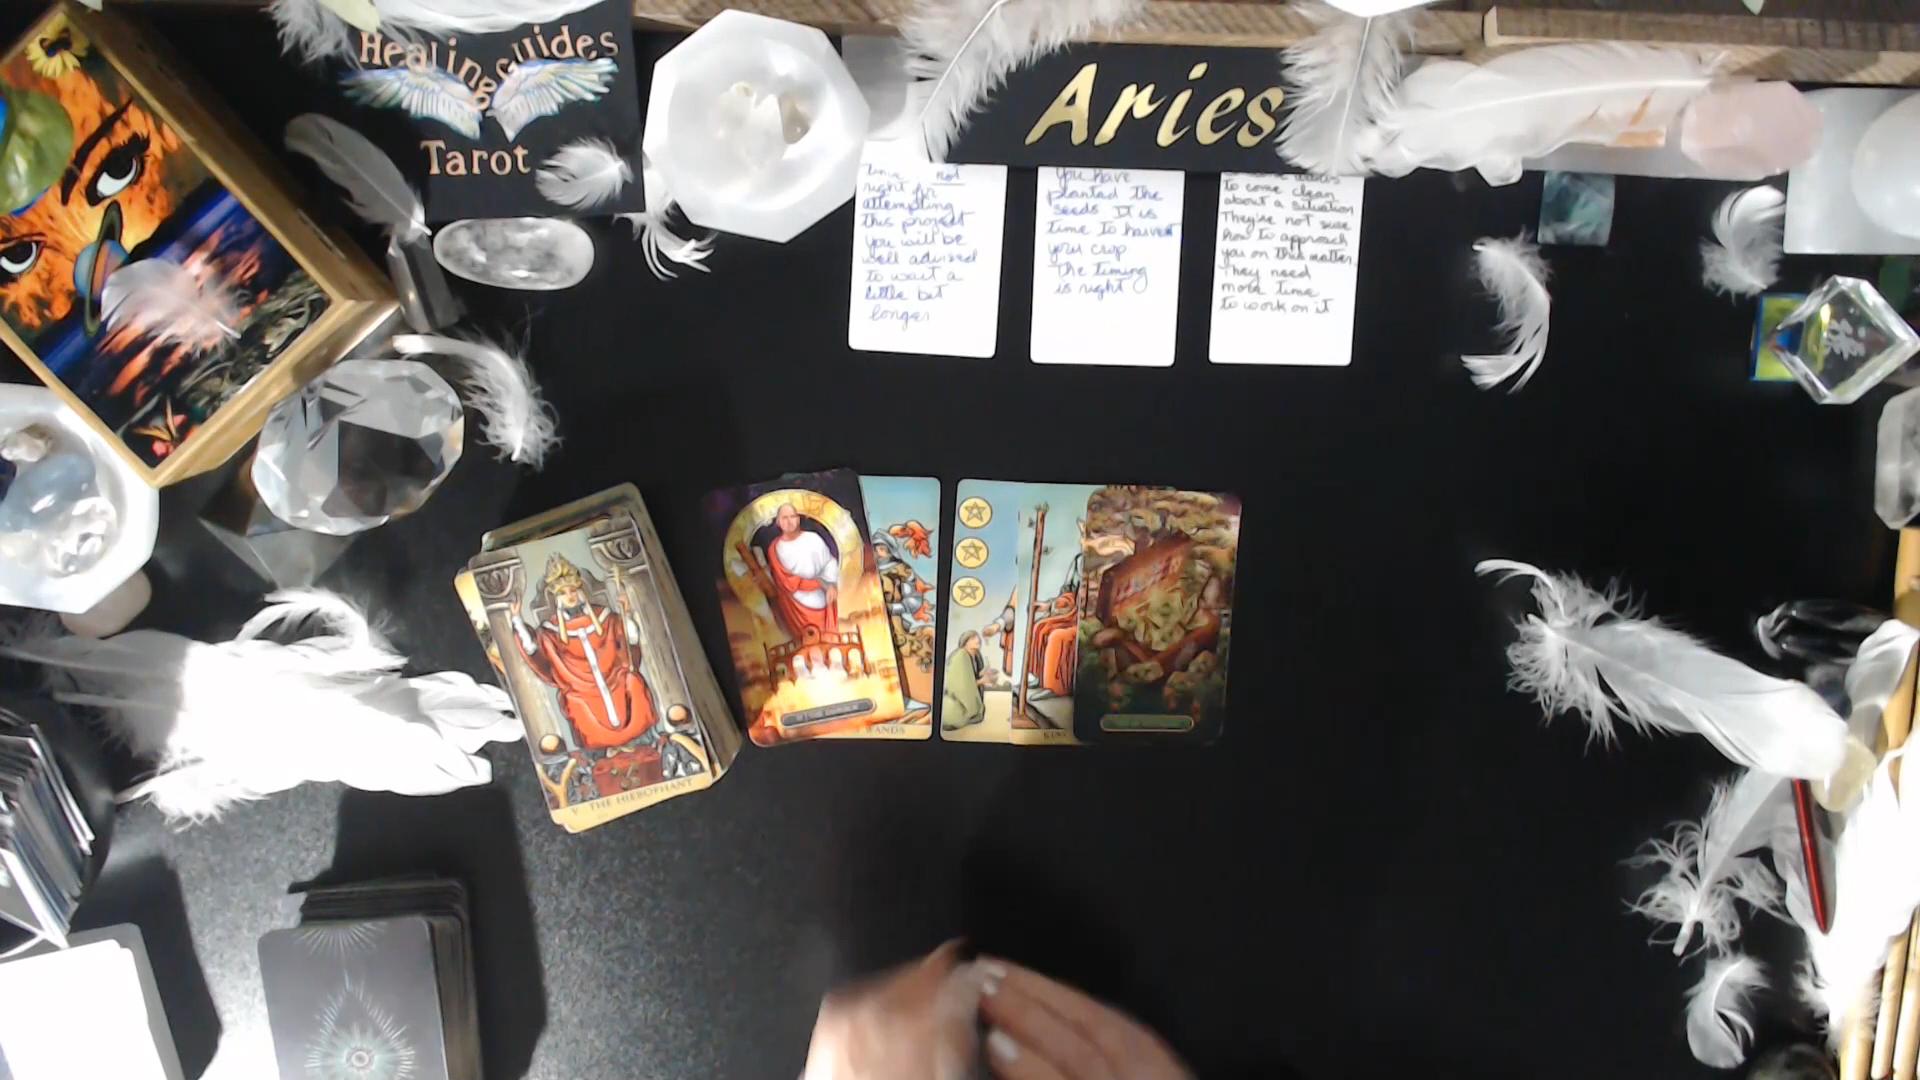 Healing Guides
Tarot
Aries
Time is not
right for
attempting
this project
you will be
well advised
to wait a
little bit
longer
You have
planted the
seeds It is
time to harvest
your crop
The timing
is right
to come clean
about a situation
They're not sure
how to approach
you on this matter.
They need
more time
to work on it
V THE HIEROPHANT
WANDS
KING